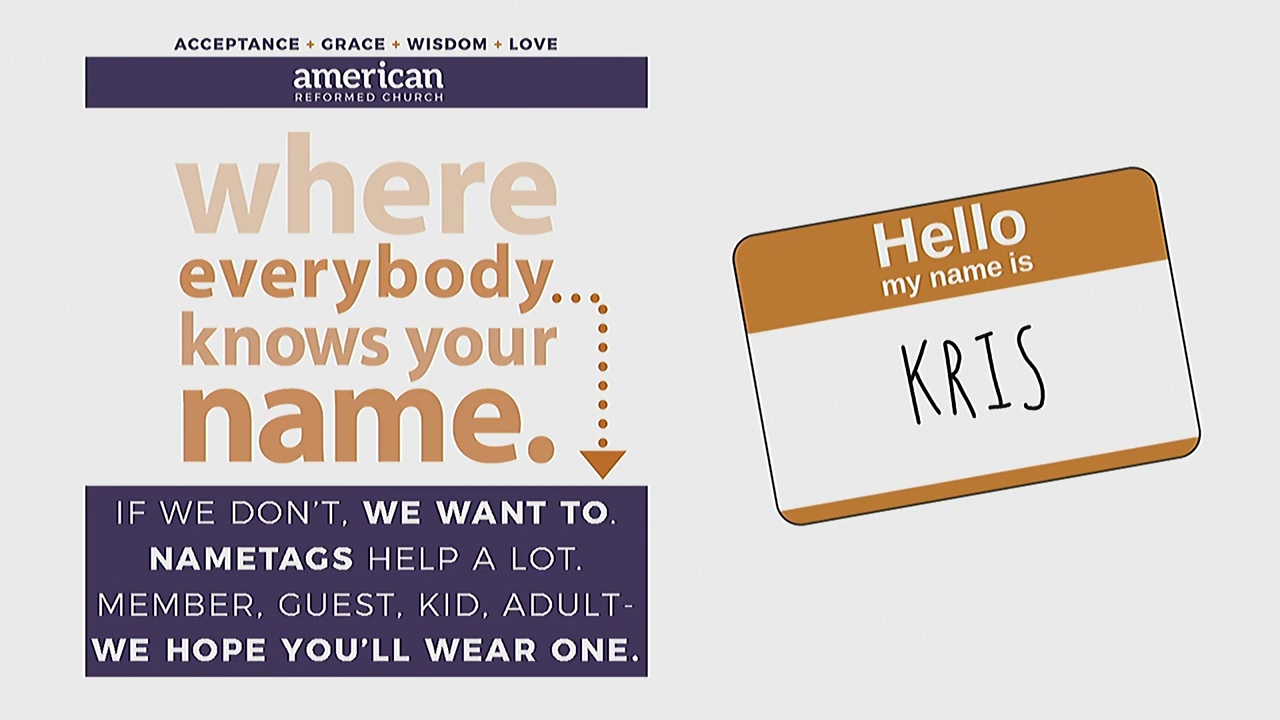 ACCEPTANCE + GRACE + WISDOM + LOVE
american
REFORMED CHURCH
where
everybody
knows your
name.
IF WE DON'T, WE WANT TO.
NAMETAGS HELP A LOT.
MEMBER, GUEST, KID, ADULT-
WE HOPE YOU'LL WEAR ONE.
Hello
my name is
KRIS